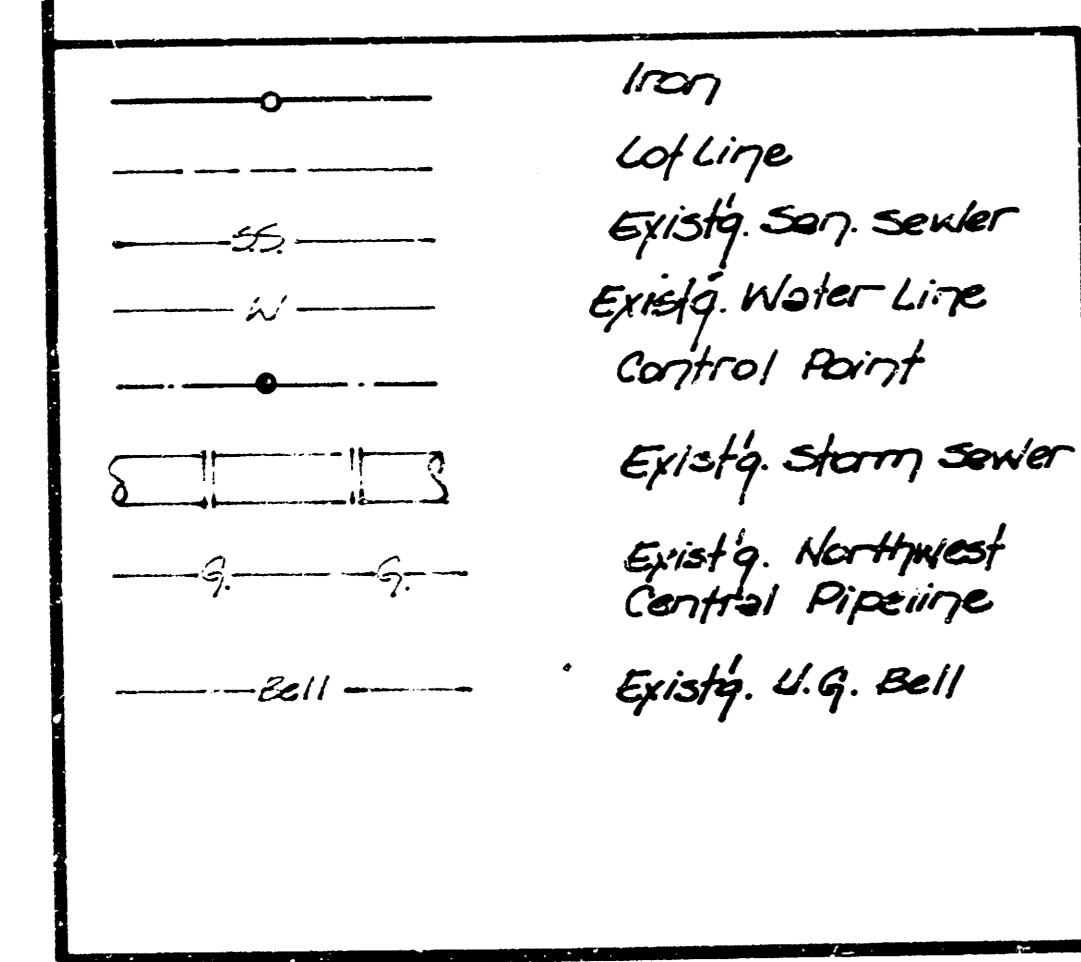 Iron
Lot Line
S.S. Exist'g. San. Sewer
W Exist'g. Water Line
Control Point
Exist'g. Storm Sewer
G. G. Exist'g. Northwest
Central Pipeline
Bell Exist'g. U.G. Bell